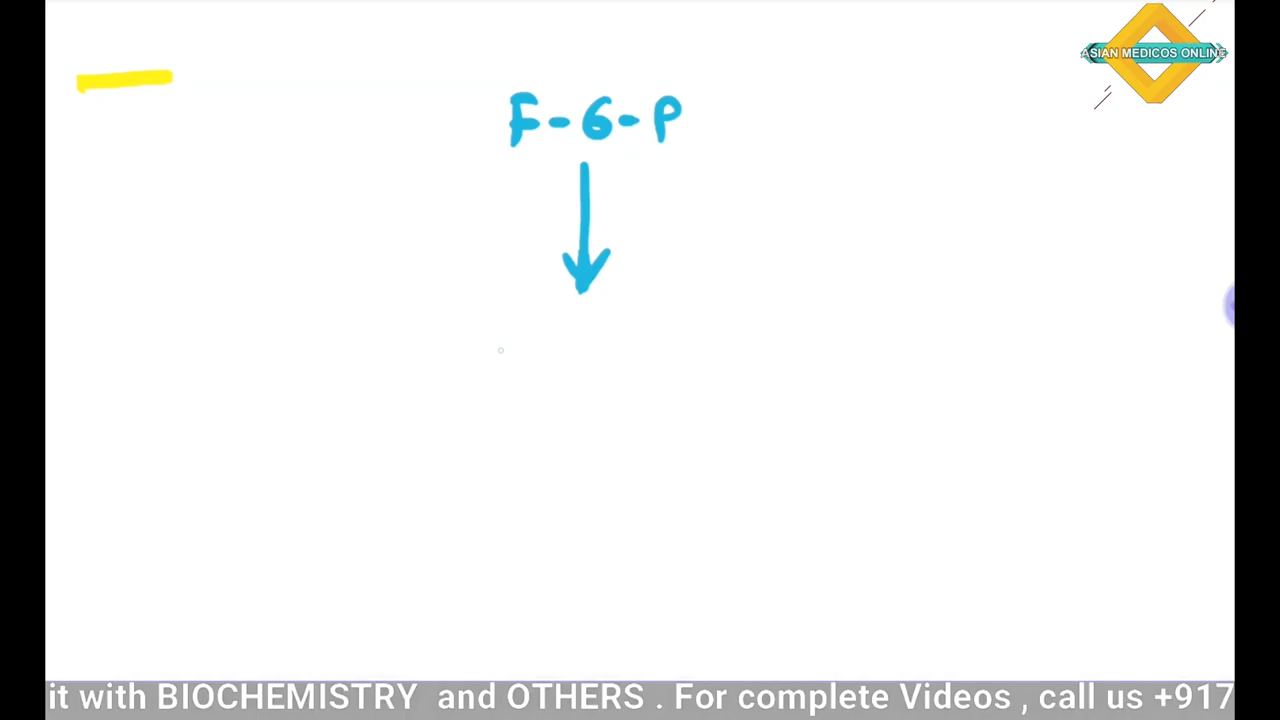 ASIAN MEDICOS ONLINE
F-6-P
it with BIOCHEMISTRY and OTHERS . For complete Videos , call us +917